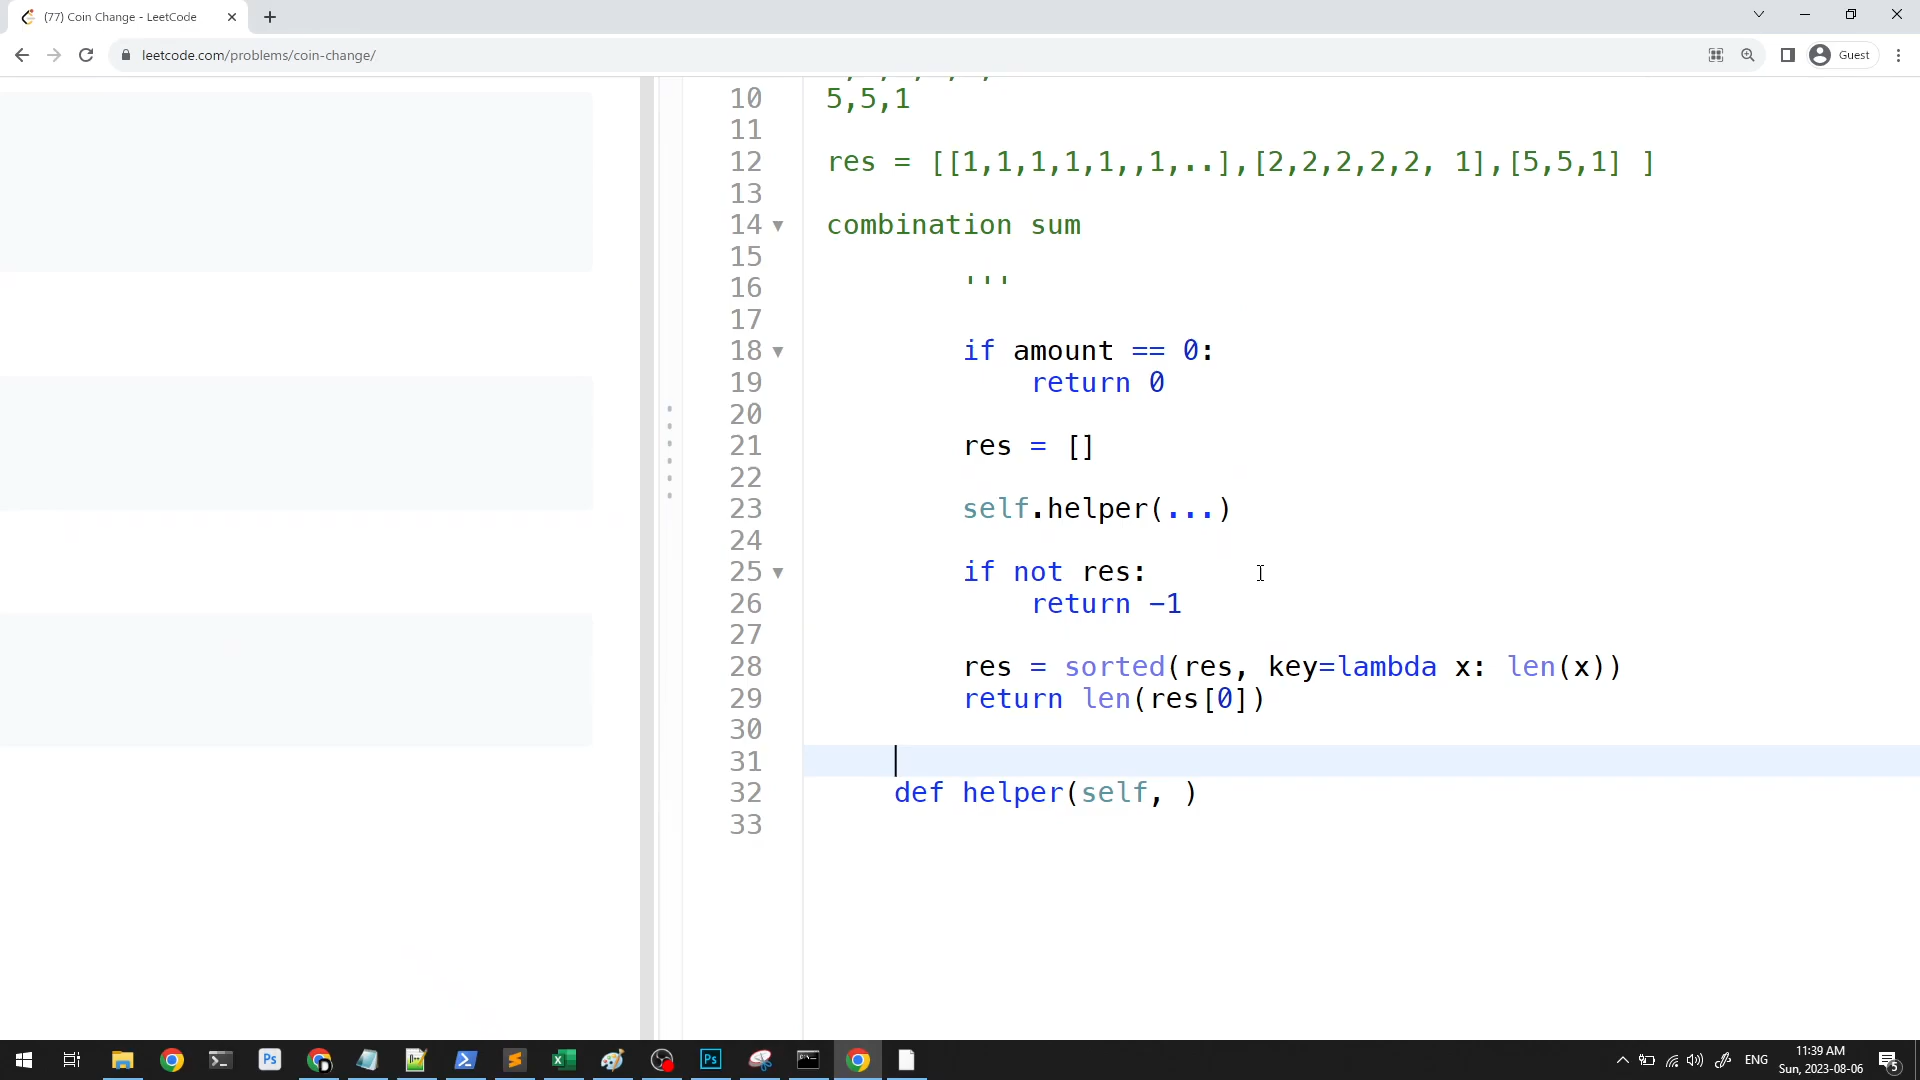 (77) Coin Change - LeetCode
leetcode.com/problems/coin-change/
Guest
10 5,5,1
11
12 res = [[1,1,1,1,1,,1,..],[2,2,2,2,2, 1],[5,5,1] ]
13
14 combination sum
15
16 '''
17
18 if amount == 0:
19 return 0
20
21 res = []
22
23 self.helper(...)
24
25 if not res:
26 return -1
27
28 res = sorted(res, key=lambda x: len(x))
29 return len(res[0])
30
31
32 def helper(self, )
33
Ps
Ps
ENG
11:39 AM
Sun, 2023-08-06
5